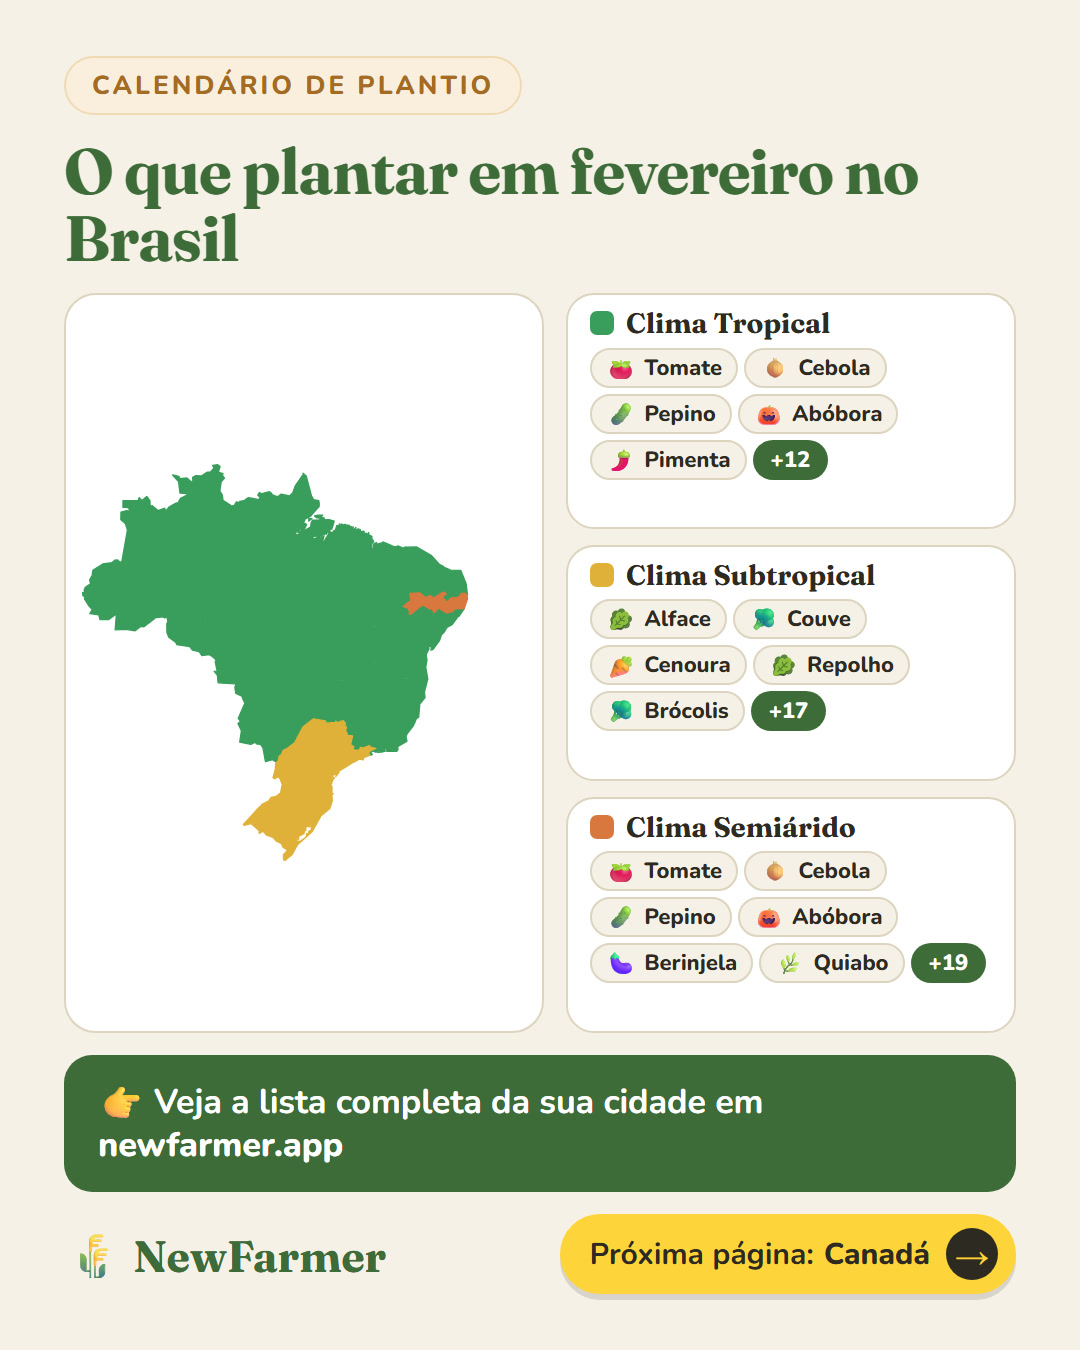 CALENDÁRIO DE PLANTIO
O que plantar em fevereiro no
Brasil
Clima Tropical
Tomate
Cebola
Pepino
Abóbora
Pimenta
+12
Clima Subtropical
Alface
Couve
Cenoura
Repolho
Brócolis
+17
Clima Semiárido
Tomate
Cebola
Pepino
Abóbora
Berinjela
Quiabo
+19
👉 Veja a lista completa da sua cidade em
newfarmer.app
NewFarmer
Próxima página: Canadá →